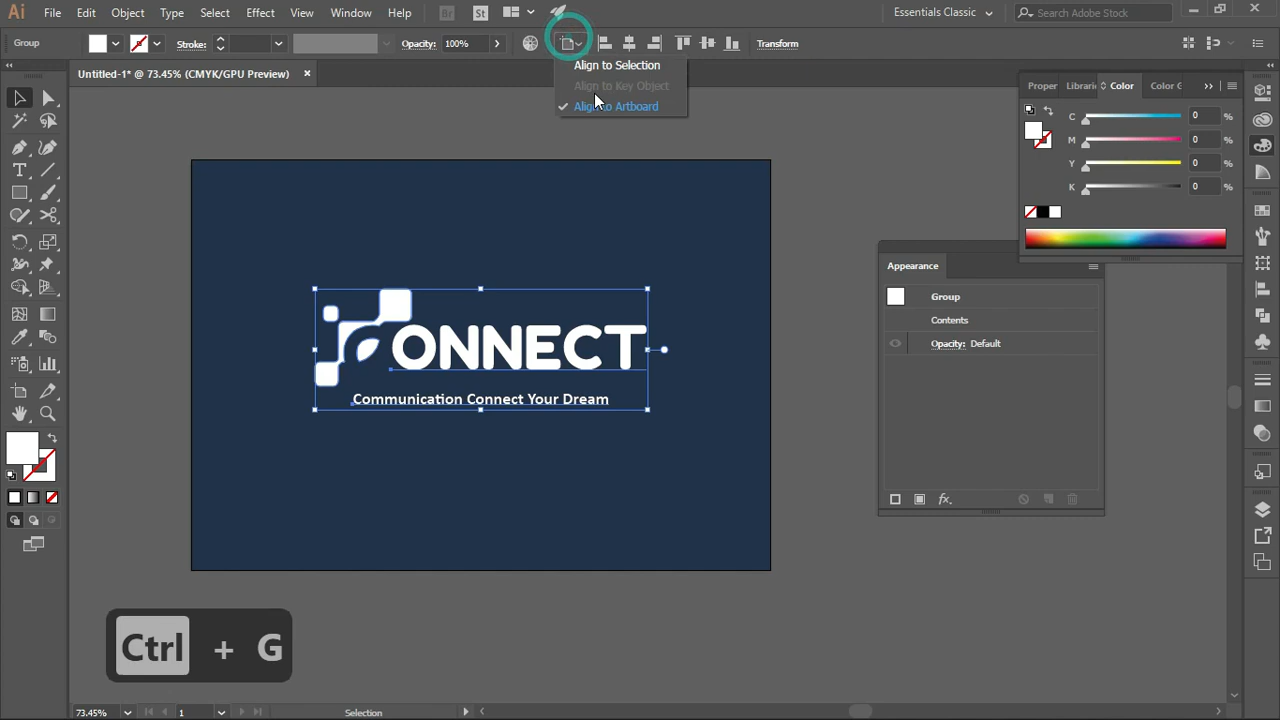 Ai File Edit Object Type Select Effect View Window Help Br St Essentials Classic Search Adobe Stock
Group Stroke: Opacity: 100% Transform
Untitled-1* @ 73.45% (CMYK/GPU Preview) ×
Align to Selection
Align to Key Object
Align to Artboard
Proper Librari Color Color G
C 0 %
M 0 %
Y 0 %
K 0 %
Appearance
Group
Contents
Opacity: Default
fx.
ONNECT
Communication Connect Your Dream
Ctrl + G
73.45% 1 Selection